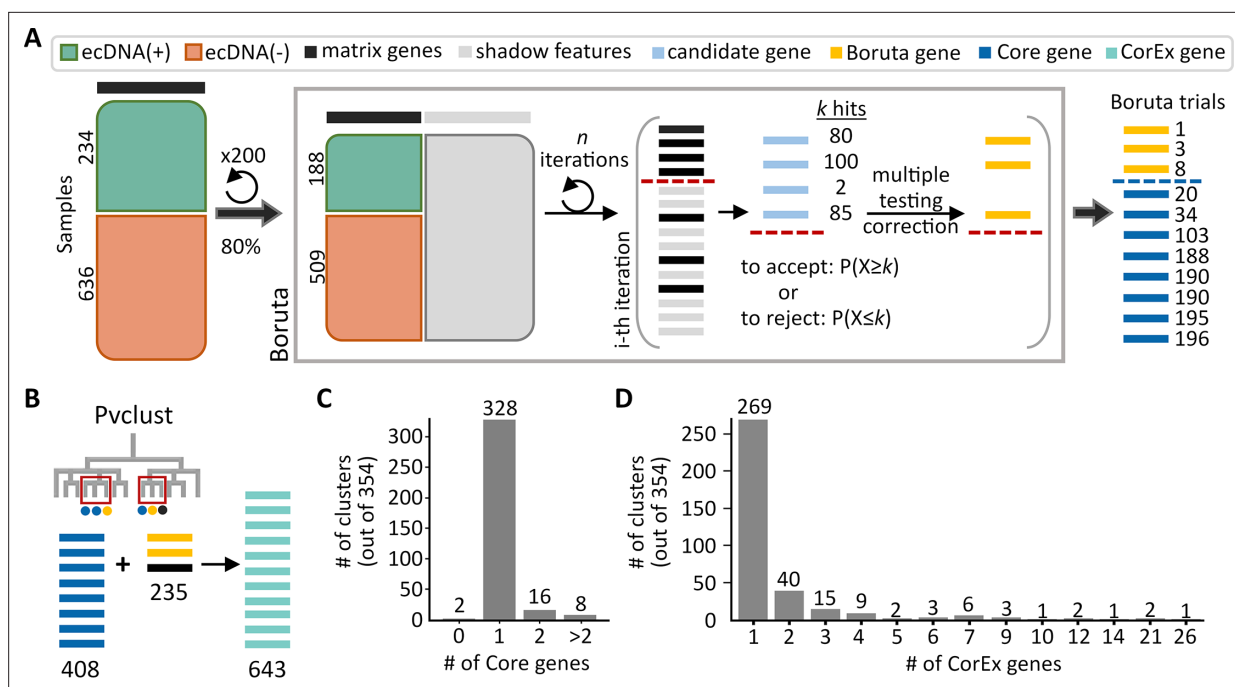 A
ecDNA(+) ecDNA(-) matrix genes shadow features candidate gene Boruta gene Core gene CorEx gene
Samples
234
636
x200
80%
Boruta
188
509
n
iterations
i-th iteration
k hits
80
100
2
85
multiple
testing
correction
to accept: P(X≥k)
or
to reject: P(X≤k)
Boruta trials
1
3
8
20
34
103
188
190
190
195
196
B
Pvclust
+
408
235
643
C
# of clusters
(out of 354)
300
250
200
150
100
50
0
2
328
16
8
0 1 2 >2
# of Core genes
D
# of clusters
(out of 354)
250
200
150
100
50
0
269
40
15
9
2
3
6
3
1
2
1
2
1
1 2 3 4 5 6 7 9 10 12 14 21 26
# of CorEx genes